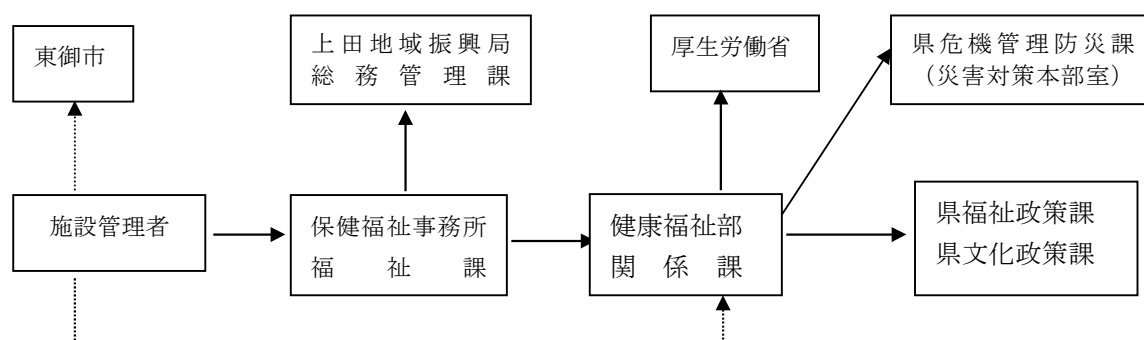 東御市
上田地域振興局
総務管理課
厚生労働省
県危機管理防災課
（災害対策本部室）
施設管理者
保健福祉事務所
福祉課
健康福祉部
関係課
県福祉政策課
県文化政策課